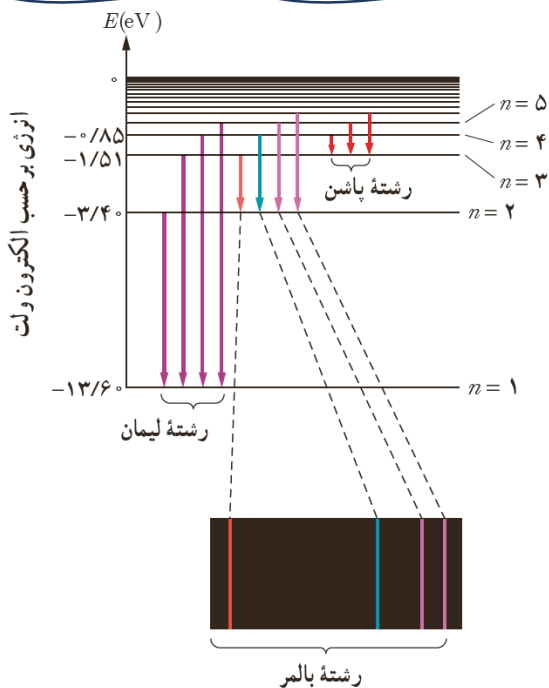 E(eV)
۰
-۰/۸۵
-۱/۵۱
-۳/۴۰
-۱۳/۶۰
انرژی برحسب الکترون ولت
n = ۵
n = ۴
n = ۳
n = ۲
n = ۱
رشتهٔ پاشن
رشتهٔ لیمان
رشتهٔ بالمر